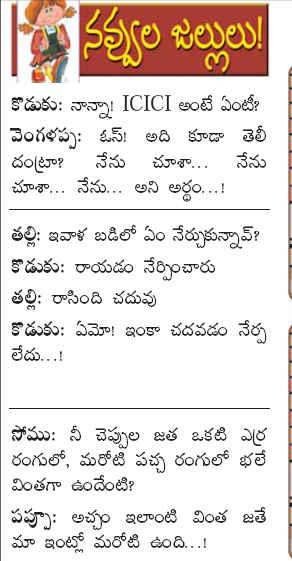 నవ్వుల జల్లులు!
కొడుకు: నాన్నా! ICICI అంటే ఏంటీ?
వెంగళప్ప: ఓస్! అది కూడా తెలీ
దంట్రా? నేను చూశా... నేను
చూశా... నేను... అని అర్థం...!
తల్లి: ఇవాళ బడిలో ఏం నేర్చుకున్నావ్?
కొడుకు: రాయడం నేర్పించారు
తల్లి: రాసింది చదువు
కొడుకు: ఏమో! ఇంకా చదవడం నేర్ప
లేదు...!
సోము: నీ చెప్పుల జత ఒకటి ఎర్ర
రంగులో, మరోటి పచ్చ రంగులో భలే
వింతగా ఉందేంటి?
పప్పూ: అచ్చం ఇలాంటి వింత జతే
మా ఇంట్లో మరోటి ఉంది...!